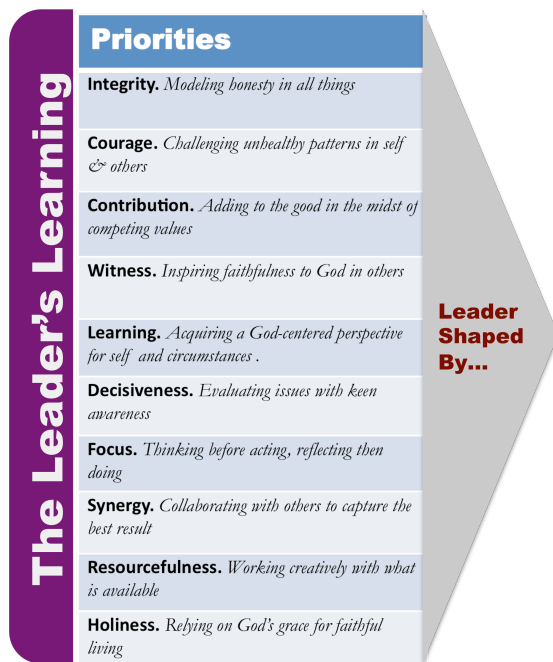 The Leader's Learning
Priorities
Integrity. Modeling honesty in all things
Courage. Challenging unhealthy patterns in self
& others
Contribution. Adding to the good in the midst of
competing values
Witness. Inspiring faithfulness to God in others
Learning. Acquiring a God-centered perspective
for self and circumstances .
Decisiveness. Evaluating issues with keen
awareness
Focus. Thinking before acting, reflecting then
doing
Synergy. Collaborating with others to capture the
best result
Resourcefulness. Working creatively with what
is available
Holiness. Relying on God's grace for faithful
living
Leader
Shaped
By...